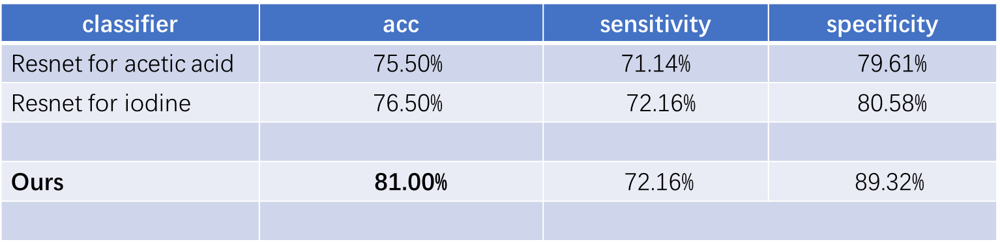 classifier acc sensitivity specificity
Resnet for acetic acid 75.50% 71.14% 79.61%
Resnet for iodine 76.50% 72.16% 80.58%
Ours 81.00% 72.16% 89.32%